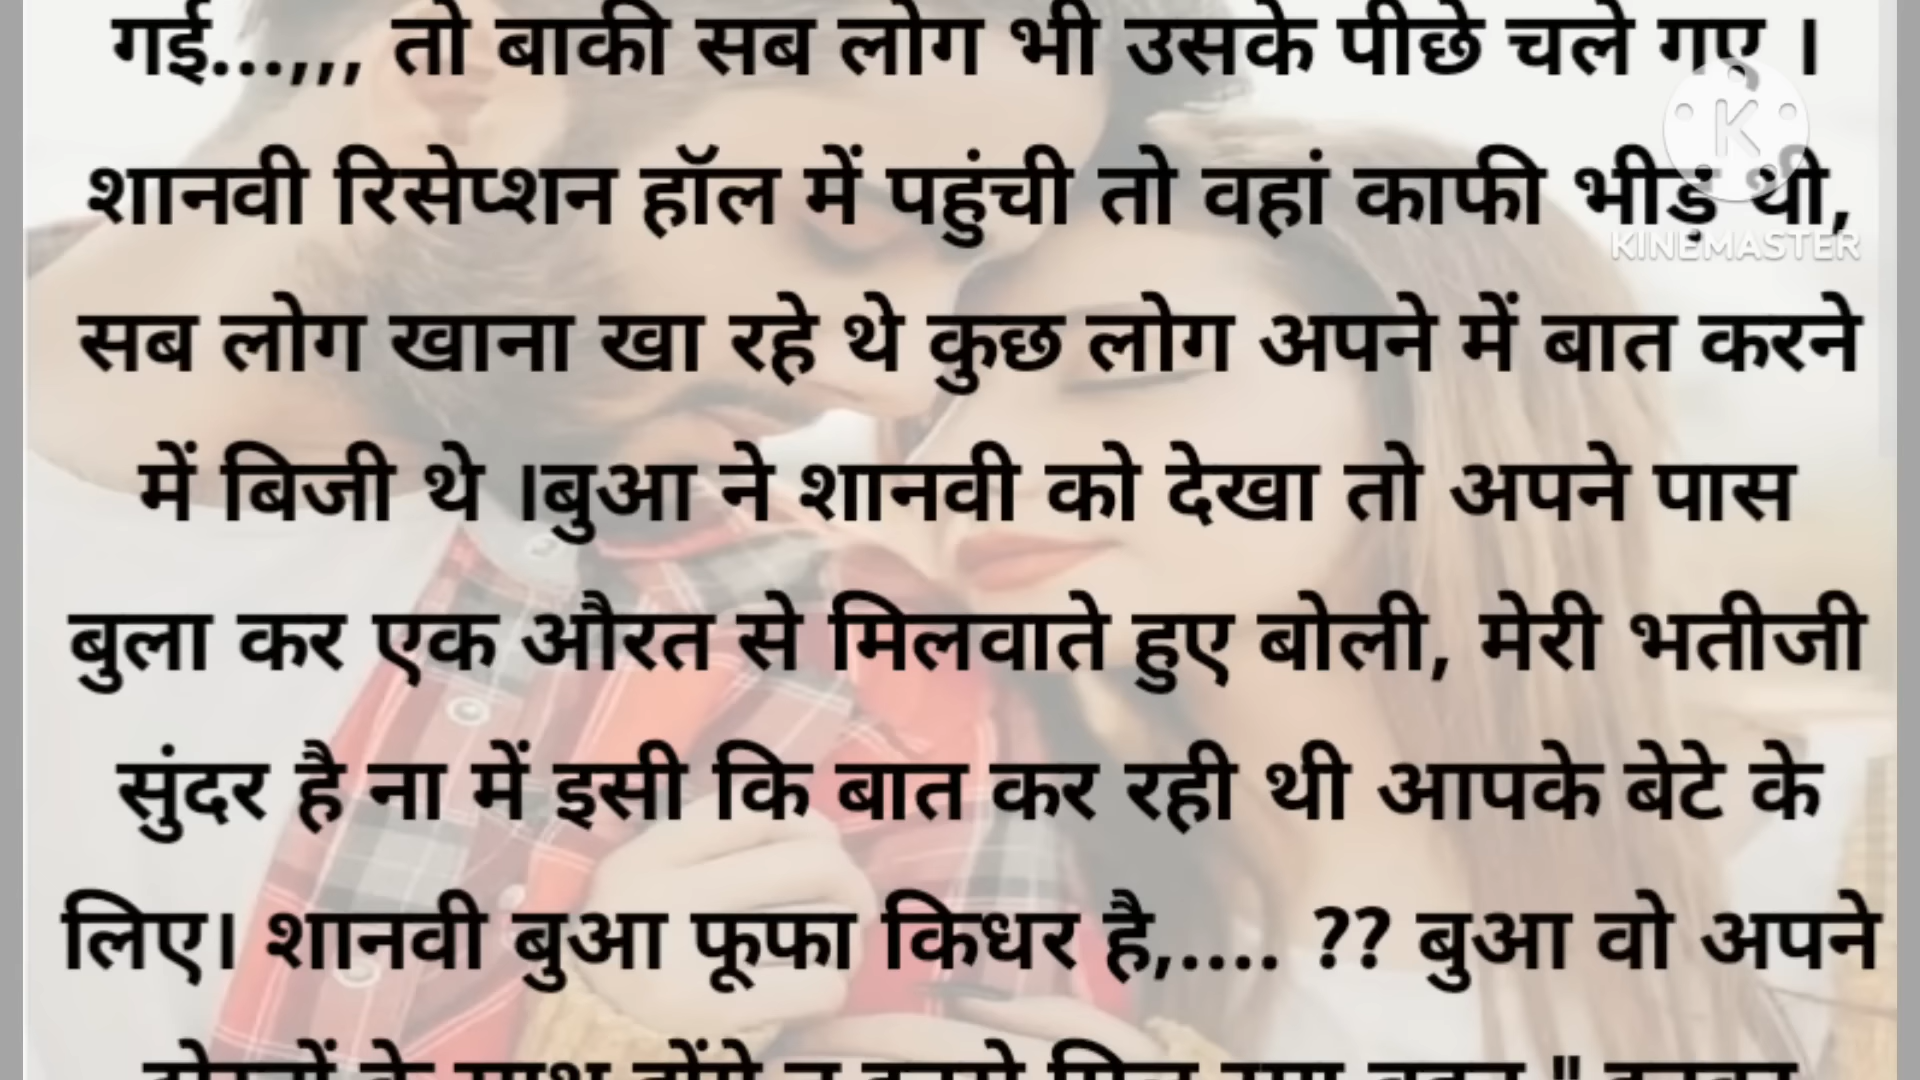 गई...,,, तो बाकी सब लोग भी उसके पीछे चले गए ।
शानवी रिसेप्शन हॉल में पहुंची तो वहां काफी भीड़ थी,
KINEMASTER
सब लोग खाना खा रहे थे कुछ लोग अपने में बात करने
में बिजी थे ।बुआ ने शानवी को देखा तो अपने पास
बुला कर एक औरत से मिलवाते हुए बोली, मेरी भतीजी
सुंदर है ना में इसी कि बात कर रही थी आपके बेटे के
लिए। शानवी बुआ फूफा किधर है,.... ?? बुआ वो अपने